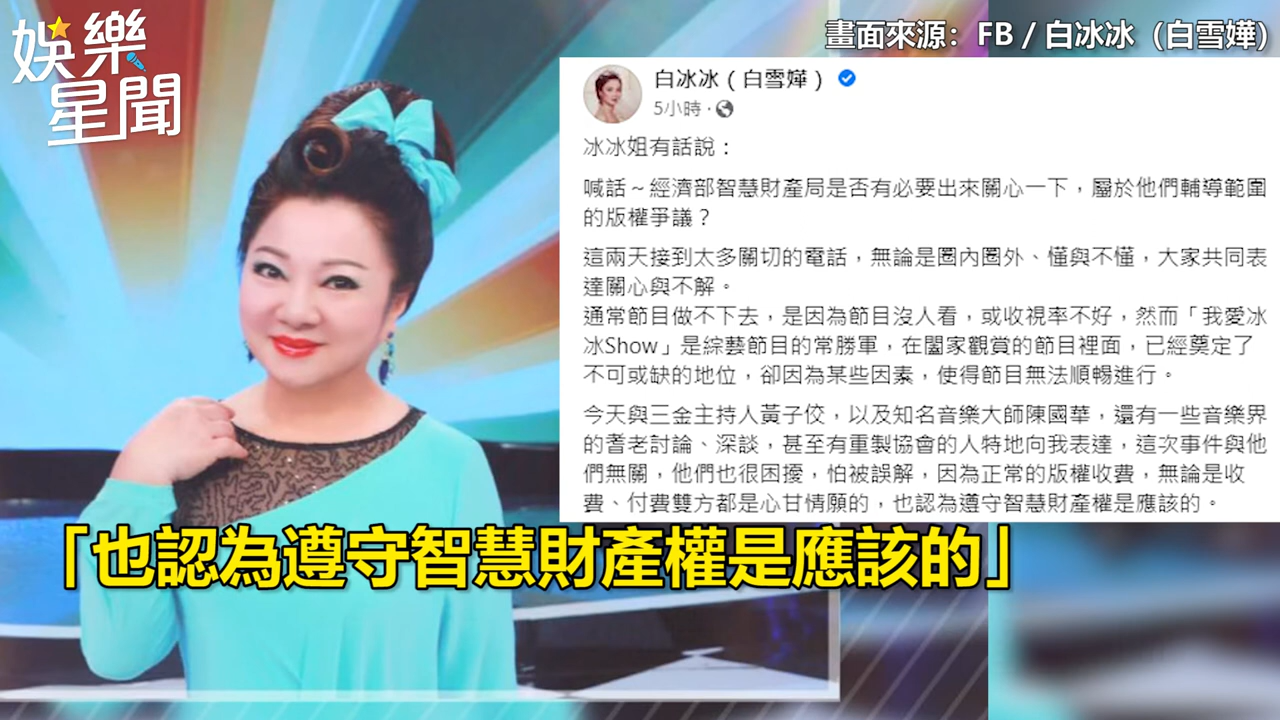 娛樂
星聞
畫面來源：FB / 白冰冰（白雪嬅）
白冰冰（白雪嬅）
5小時 ·
冰冰姐有話說：
喊話～經濟部智慧財產局是否有必要出來關心一下，屬於他們輔導範圍
的版權爭議？
這兩天接到太多關切的電話，無論是圈內圈外、懂與不懂，大家共同表
達關心與不解。
通常節目做不下去，是因為節目沒人看，或收視率不好，然而「我愛冰
冰Show」是綜藝節目的常勝軍，在闔家觀賞的節目裡面，已經奠定了
不可或缺的地位，卻因為某些因素，使得節目無法順暢進行。
今天與三金主持人黃子佼，以及知名音樂大師陳國華，還有一些音樂界
的耆老討論、深談，甚至有重製協會的人特地向我表達，這次事件與他
們無關，他們也很困擾，怕被誤解，因為正常的版權收費，無論是收
費、付費雙方都是心甘情願的，也認為遵守智慧財產權是應該的。
「也認為遵守智慧財產權是應該的」